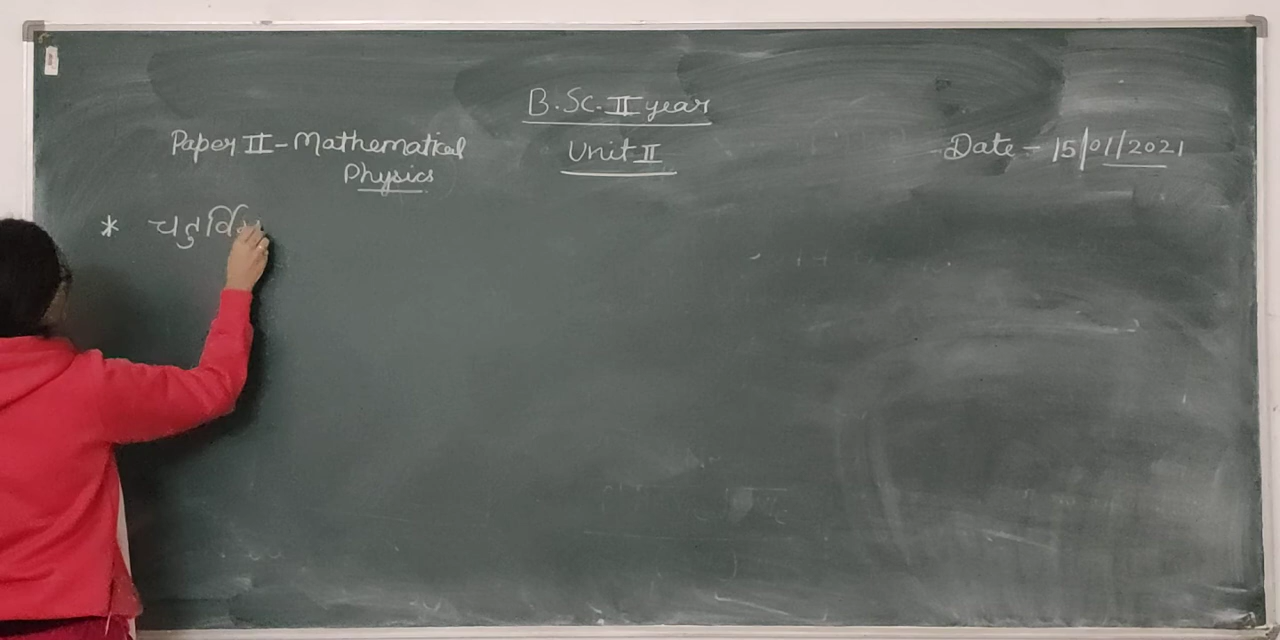 B.Sc. II year
Paper II - Mathematical Unit II Date - 15/01/2021
Physics
*